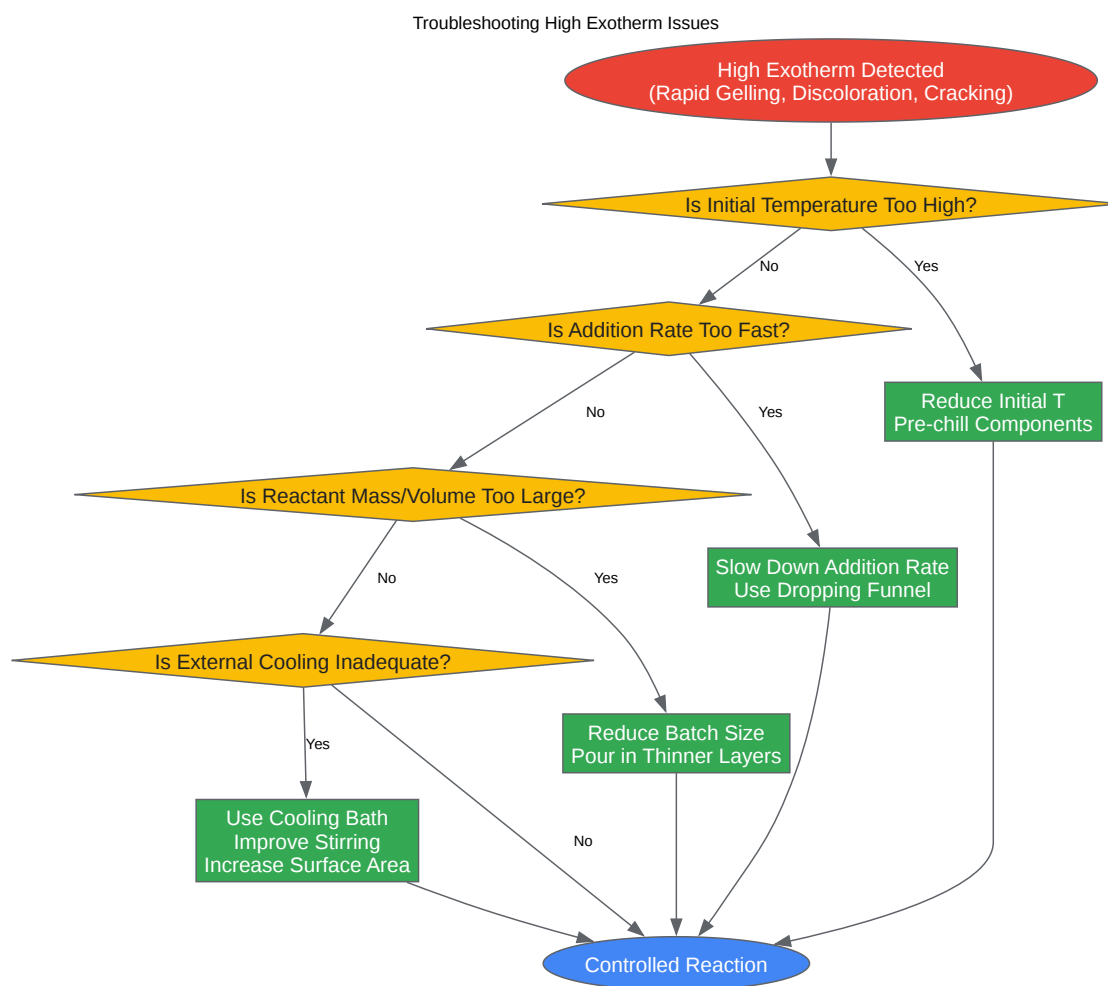 Troubleshooting High Exotherm Issues
High Exotherm Detected
(Rapid Gelling, Discoloration, Cracking)
Is Initial Temperature Too High?
No
Yes
Is Addition Rate Too Fast?
Reduce Initial T
Pre-chill Components
No
Yes
Is Reactant Mass/Volume Too Large?
Slow Down Addition Rate
Use Dropping Funnel
No
Yes
Is External Cooling Inadequate?
Reduce Batch Size
Pour in Thinner Layers
Yes
No
Use Cooling Bath
Improve Stirring
Increase Surface Area
Controlled Reaction